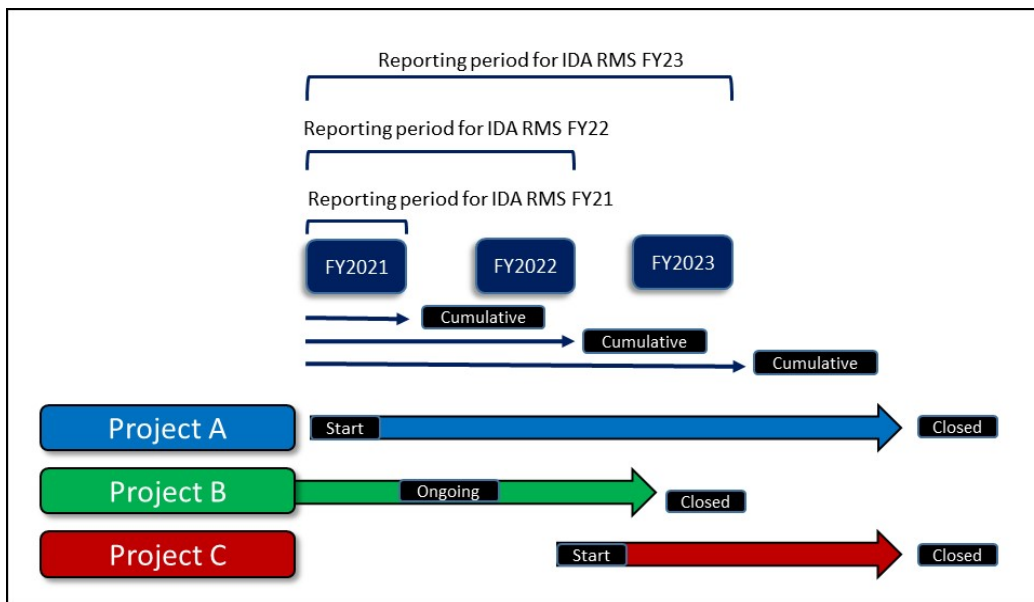 Reporting period for IDA RMS FY23
Reporting period for IDA RMS FY22
Reporting period for IDA RMS FY21
FY2021 FY2022 FY2023
Cumulative
Cumulative
Cumulative
Project A Start Closed
Project B Ongoing Closed
Project C Start Closed